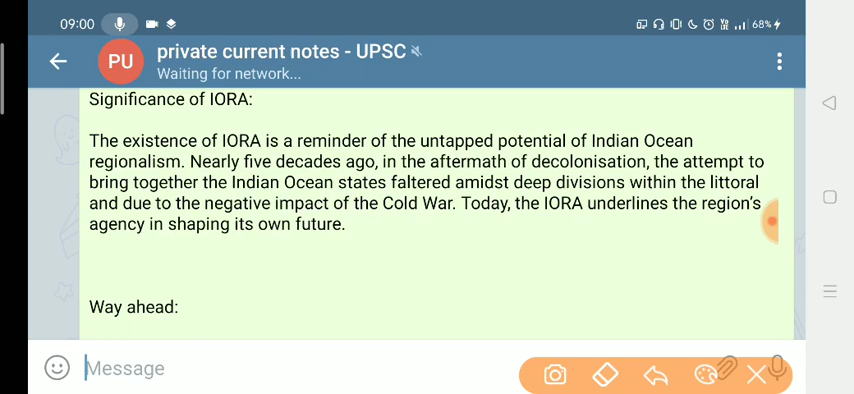 09:00
68%
PU
private current notes - UPSC
Waiting for network...
Significance of IORA:
The existence of IORA is a reminder of the untapped potential of Indian Ocean
regionalism. Nearly five decades ago, in the aftermath of decolonisation, the attempt to
bring together the Indian Ocean states faltered amidst deep divisions within the littoral
and due to the negative impact of the Cold War. Today, the IORA underlines the region's
agency in shaping its own future.
Way ahead:
Message